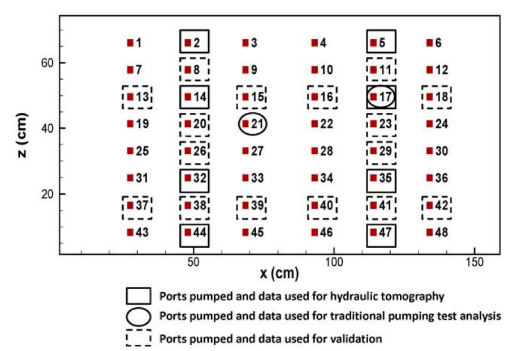 1 2 3 4 5 6
60
7 8 9 10 11 12
13 14 15 16 17 18
z (cm)
40
19 20 21 22 23 24
25 26 27 28 29 30
31 32 33 34 35 36
20
37 38 39 40 41 42
43 44 45 46 47 48
50 100 150
x (cm)
Ports pumped and data used for hydraulic tomography
Ports pumped and data used for traditional pumping test analysis
Ports pumped and data used for validation